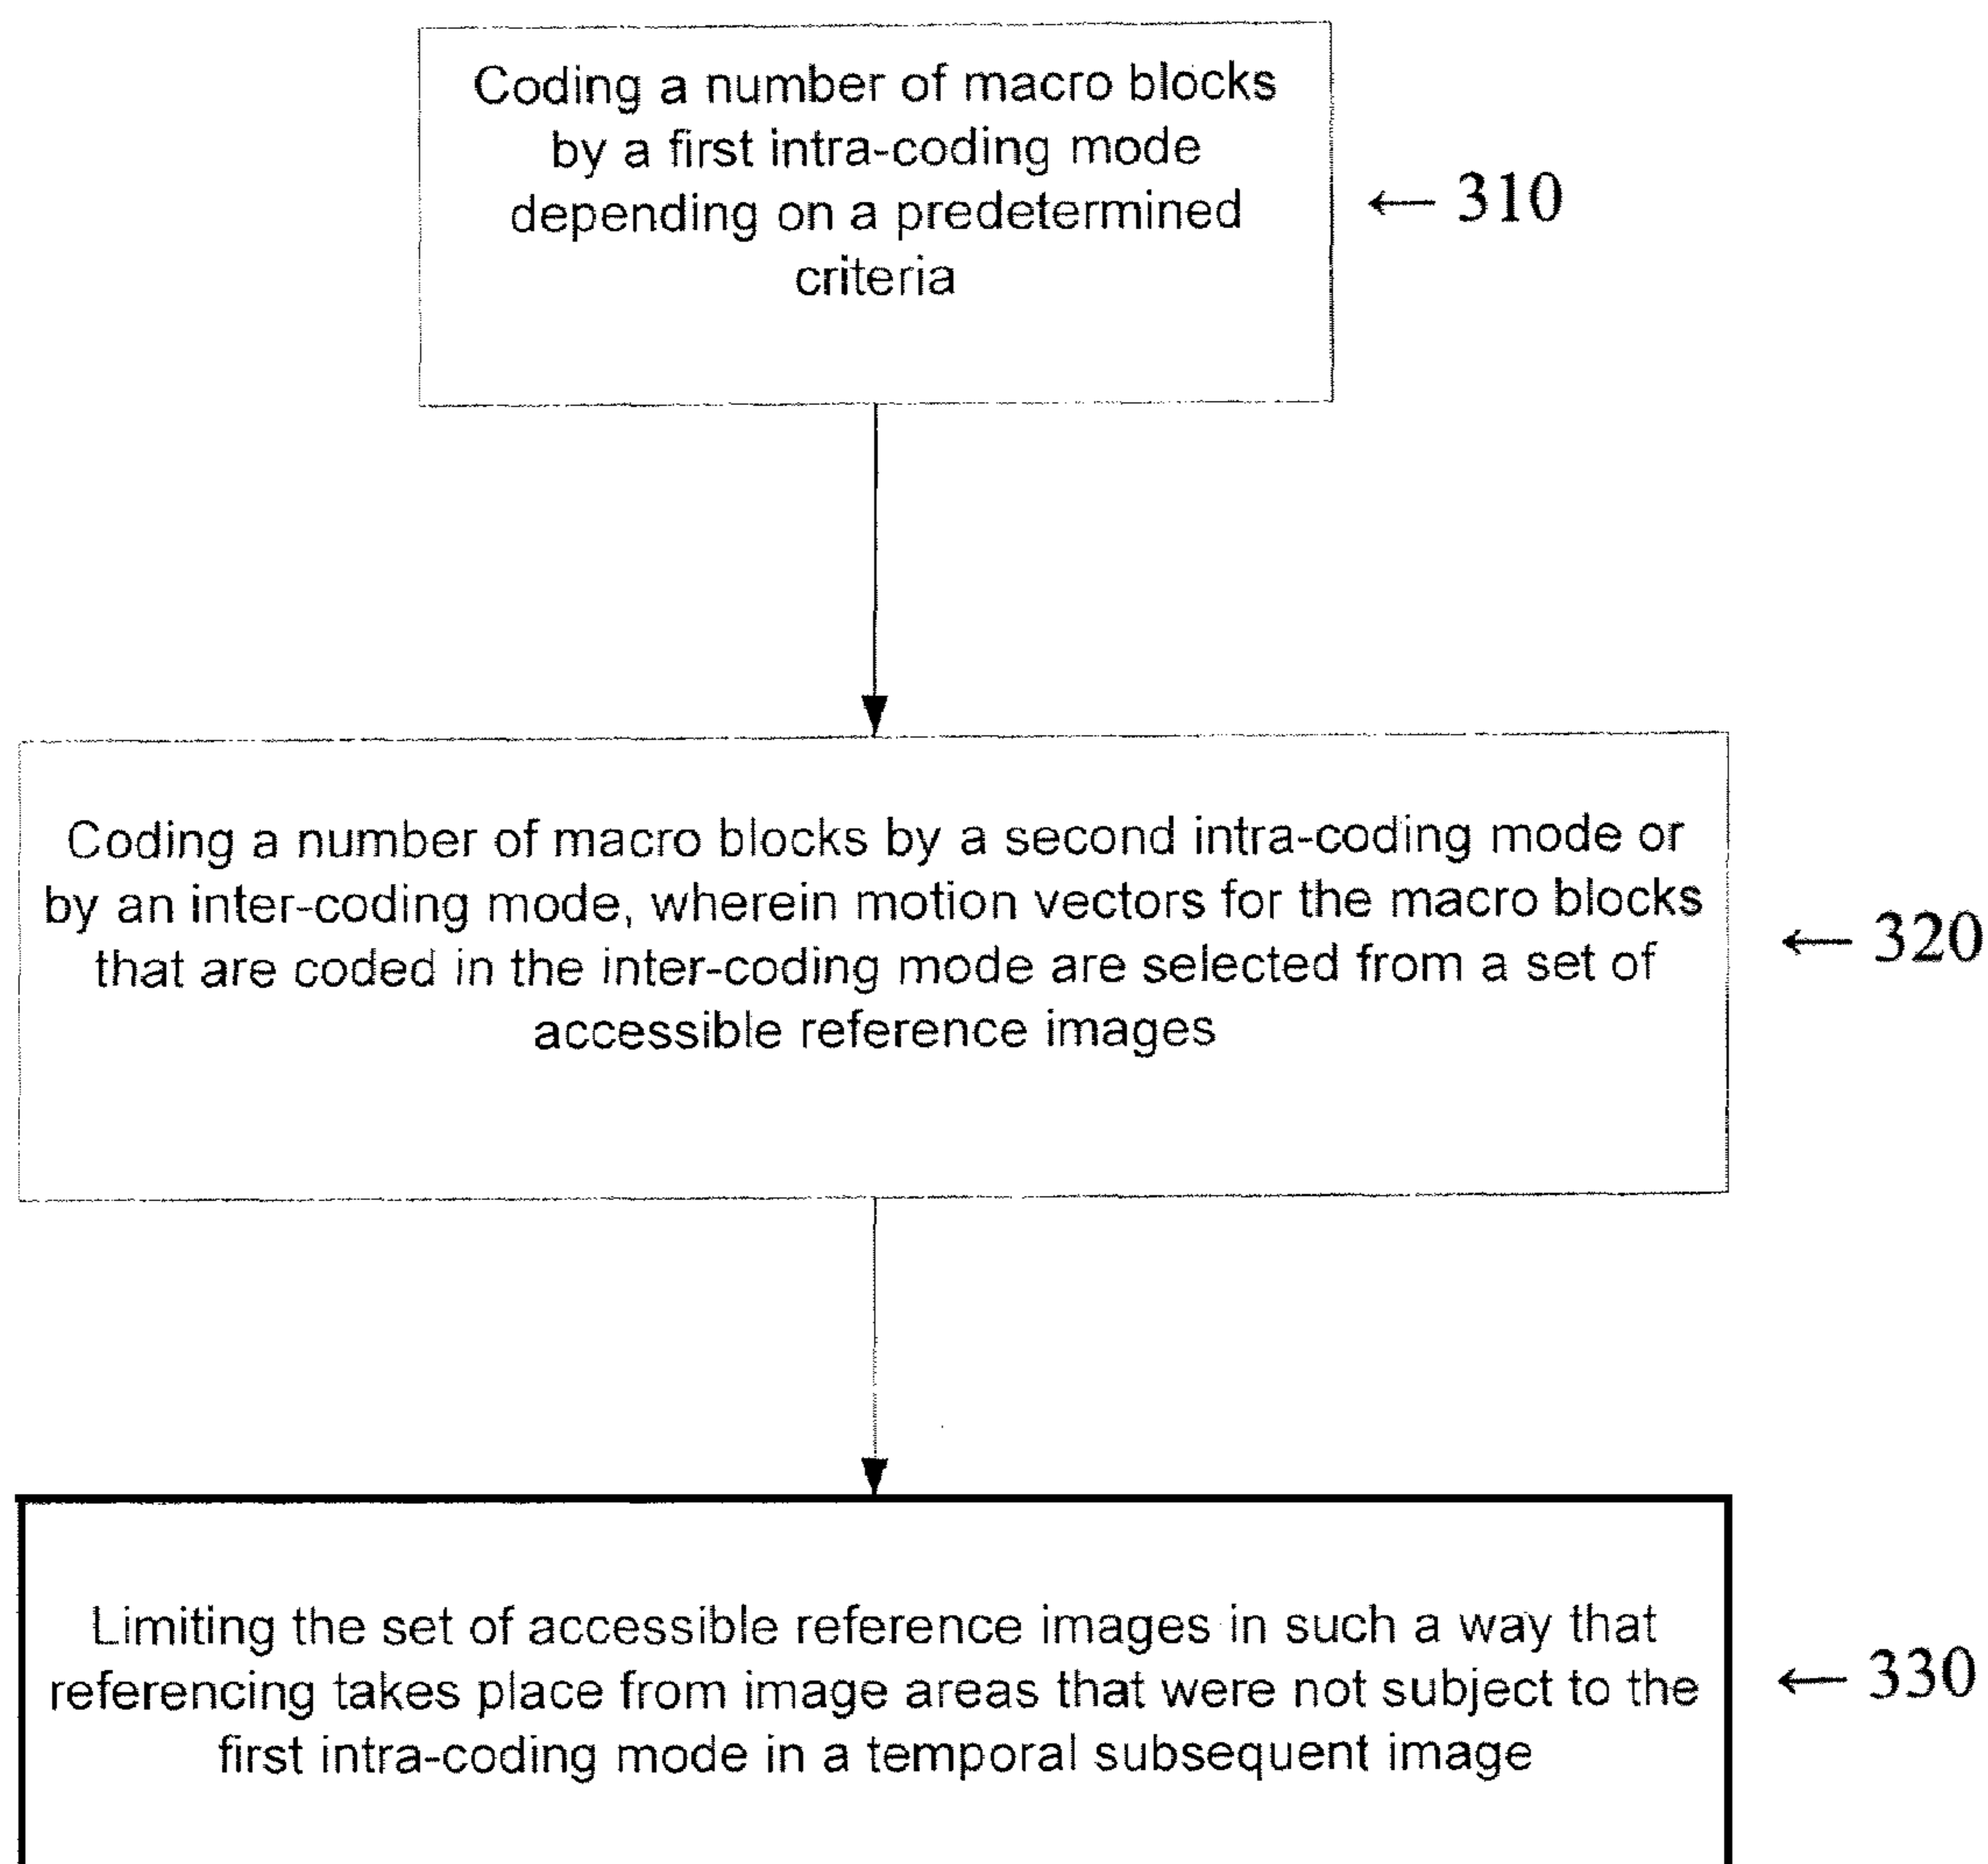 Coding a number of macro blocks
by a first intra-coding mode
depending on a predetermined
criteria
← 310
Coding a number of macro blocks by a second intra-coding mode or
by an inter-coding mode, wherein motion vectors for the macro blocks
that are coded in the inter-coding mode are selected from a set of
accessible reference images
← 320
Limiting the set of accessible reference images in such a way that
referencing takes place from image areas that were not subject to the
first intra-coding mode in a temporal subsequent image
← 330